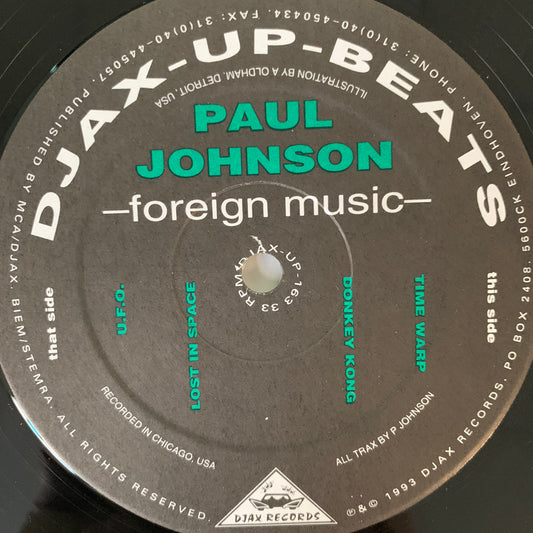 DJAX-UP-BEATS
ILLUSTRATION BY A OLDHAM, DETROIT, USA
PAUL
JOHNSON
—foreign music—
DJAX-UP-163 33 RPM
that side
U.F.O.
LOST IN SPACE
DONKEY KONG
TIME WARP
this side
RECORDED IN CHICAGO, USA
ALL TRAX BY P JOHNSON
DJAX RECORDS
℗ & © 1993 DJAX RECORDS, PO BOX 2408, 5600CK EINDHOVEN, PHONE: 31(0)40-450434, FAX: 31(0)40-445057, PUBLISHED BY MCA/DJAX, BIEM/STEMRA. ALL RIGHTS RESERVED.